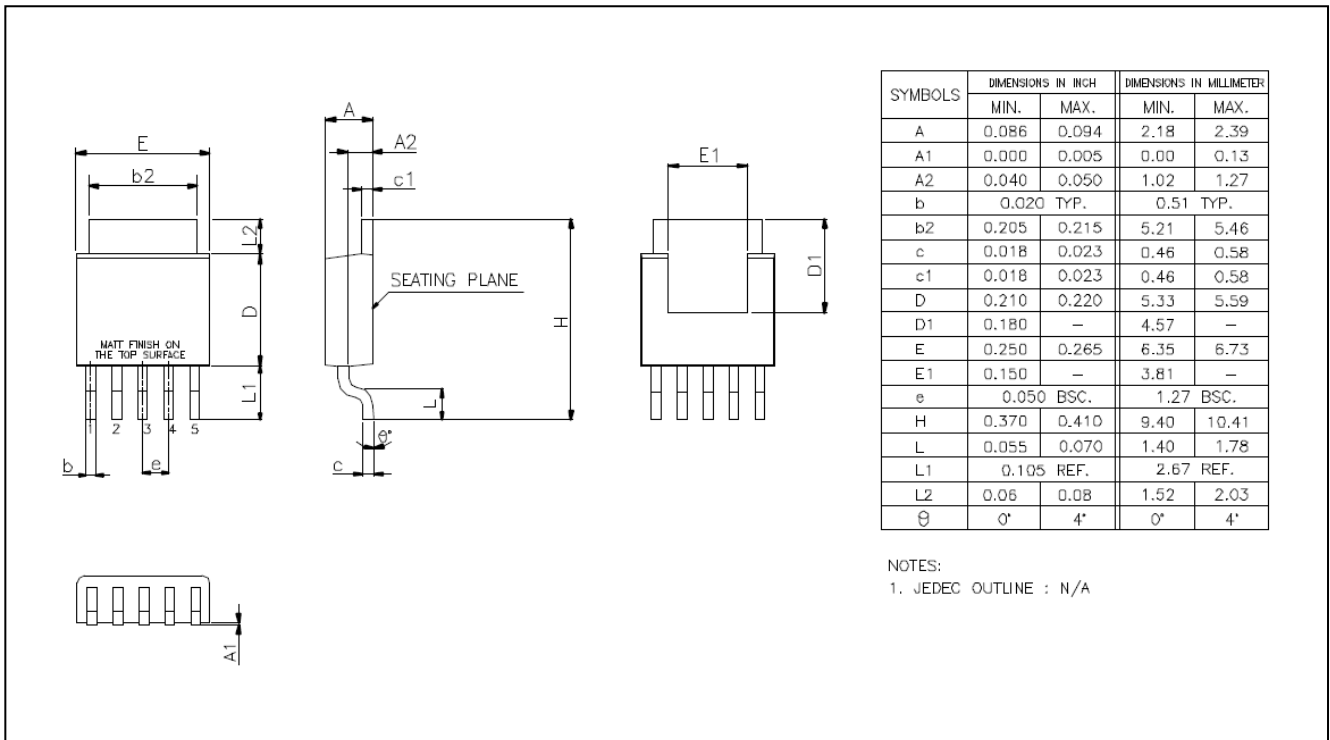 A
A2
c1
E
b2
L2
D
MATT FINISH ON
THE TOP SURFACE
L1
1 2 3 4 5
b
e
SEATING PLANE
H
L
θ°
c
E1
D1
A1
SYMBOLS DIMENSIONS IN INCH DIMENSIONS IN MILLIMETER
MIN. MAX. MIN. MAX.
A 0.086 0.094 2.18 2.39
A1 0.000 0.005 0.00 0.13
A2 0.040 0.050 1.02 1.27
b 0.020 TYP. 0.51 TYP.
b2 0.205 0.215 5.21 5.46
c 0.018 0.023 0.46 0.58
c1 0.018 0.023 0.46 0.58
D 0.210 0.220 5.33 5.59
D1 0.180 – 4.57 –
E 0.250 0.265 6.35 6.73
E1 0.150 – 3.81 –
e 0.050 BSC. 1.27 BSC.
H 0.370 0.410 9.40 10.41
L 0.055 0.070 1.40 1.78
L1 0.105 REF. 2.67 REF.
L2 0.06 0.08 1.52 2.03
θ 0° 4° 0° 4°
NOTES:
1. JEDEC OUTLINE : N/A